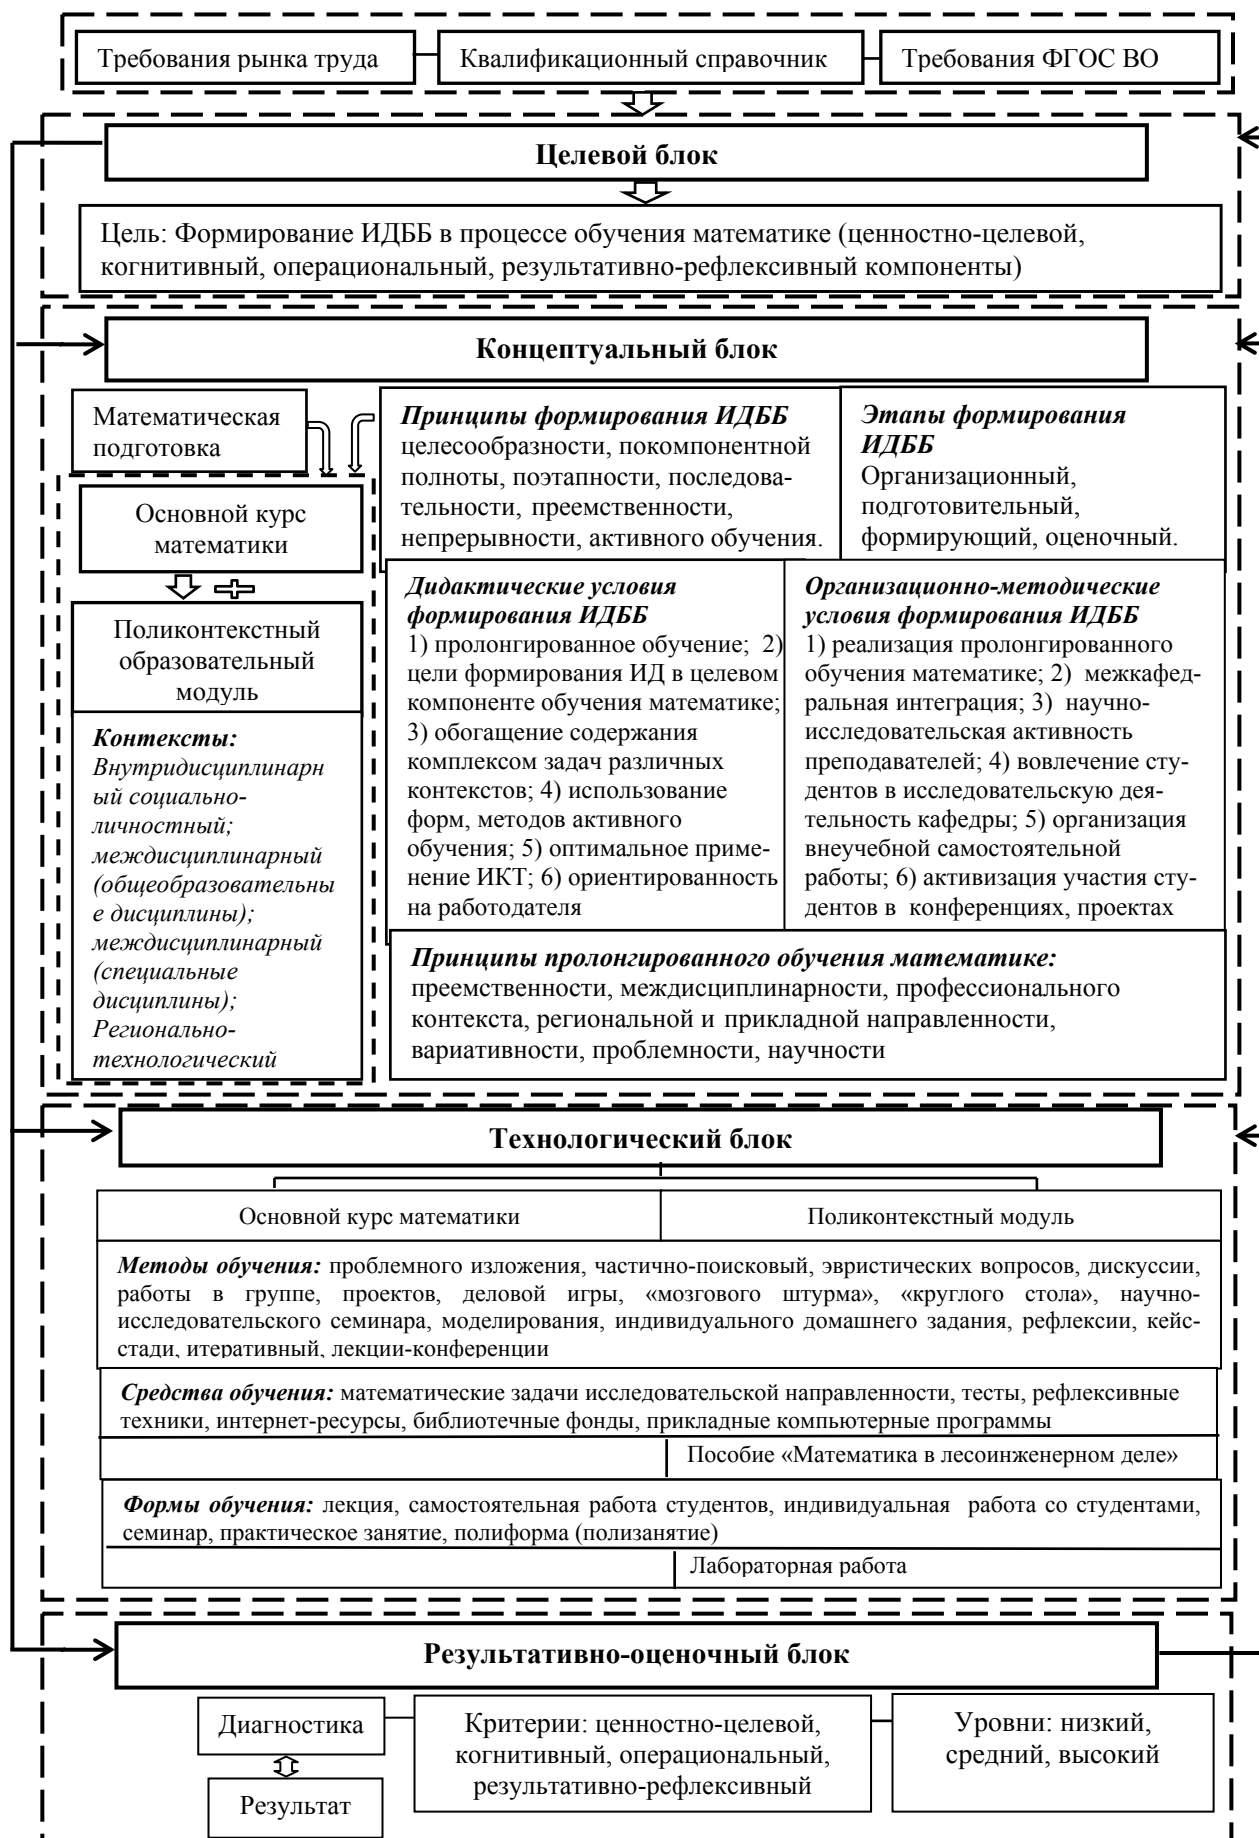 Требования рынка труда
Квалификационный справочник
Требования ФГОС ВО
Целевой блок
Цель: Формирование ИДББ в процессе обучения математике (ценностно-целевой,
когнитивный, операциональный, результативно-рефлексивный компоненты)
Концептуальный блок
Математическая
подготовка
Основной курс
математики
Поликонтекстный
образовательный
модуль
Контексты:
Внутридисциплинарн
ый социально-
личностный;
междисциплинарный
(общеобразовательны
е дисциплины);
междисциплинарный
(специальные
дисциплины);
Регионально-
технологический
Принципы формирования ИДББ
целесообразности, покомпонентной
полноты, поэтапности, последова-
тельности, преемственности,
непрерывности, активного обучения.
Этапы формирования
ИДББ
Организационный,
подготовительный,
формирующий, оценочный.
Дидактические условия
формирования ИДББ
1) пролонгированное обучение; 2)
цели формирования ИД в целевом
компоненте обучения математике;
3) обогащение содержания
комплексом задач различных
контекстов; 4) использование
форм, методов активного
обучения; 5) оптимальное приме-
нение ИКТ; 6) ориентированность
на работодателя
Организационно-методические
условия формирования ИДББ
1) реализация пролонгированного
обучения математике; 2) межкафед-
ральная интеграция; 3) научно-
исследовательская активность
преподавателей; 4) вовлечение сту-
дентов в исследовательскую дея-
тельность кафедры; 5) организация
внеучебной самостоятельной
работы; 6) активизация участия сту-
дентов в конференциях, проектах
Принципы пролонгированного обучения математике:
преемственности, междисциплинарности, профессионального
контекста, региональной и прикладной направленности,
вариативности, проблемности, научности
Технологический блок
Основной курс математики
Поликонтекстный модуль
Методы обучения: проблемного изложения, частично-поисковый, эвристических вопросов, дискуссии,
работы в группе, проектов, деловой игры, «мозгового штурма», «круглого стола», научно-
исследовательского семинара, моделирования, индивидуального домашнего задания, рефлексии, кейс-
стади, итеративный, лекции-конференции
Средства обучения: математические задачи исследовательской направленности, тесты, рефлексивные
техники, интернет-ресурсы, библиотечные фонды, прикладные компьютерные программы
Пособие «Математика в лесоинженерном деле»
Формы обучения: лекция, самостоятельная работа студентов, индивидуальная работа со студентами,
семинар, практическое занятие, полиформа (полизанятие)
Лабораторная работа
Результативно-оценочный блок
Диагностика
Результат
Критерии: ценностно-целевой,
когнитивный, операциональный,
результативно-рефлексивный
Уровни: низкий,
средний, высокий